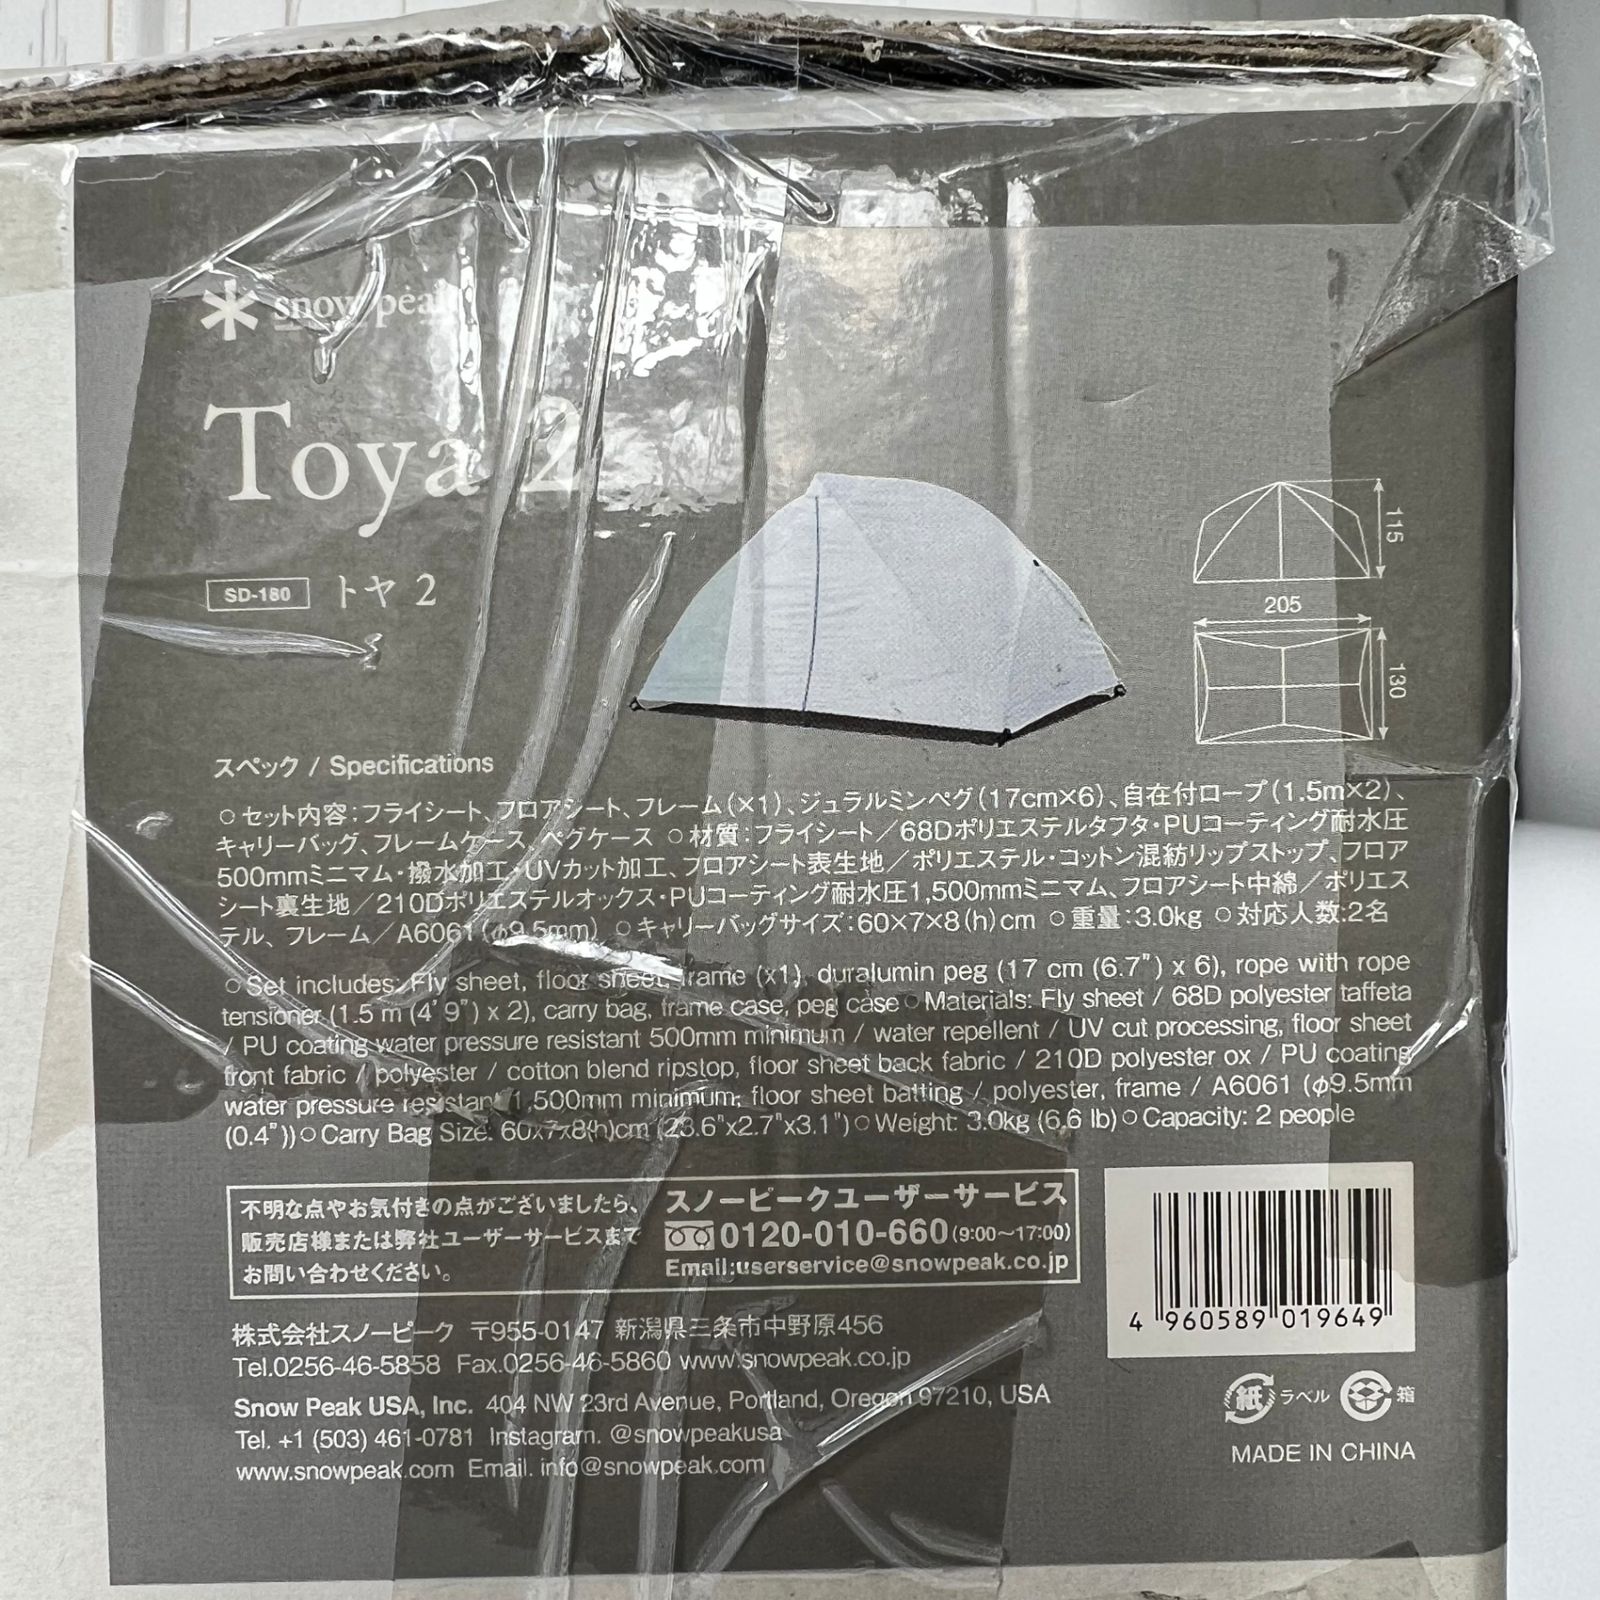 snow peak
Toya 2
SD-180 トヤ 2
115
205
130
スペック / Specifications
○セット内容：フライシート、フロアシート、フレーム(×1)、ジュラルミンペグ(17cm×6)、自在付ロープ(1.5m×2)、
キャリーバッグ、フレームケース、ペグケース ○材質：フライシート／68Dポリエステルタフタ・PUコーティング耐水圧
500mmミニマム・撥水加工・UVカット加工、フロアシート表生地／ポリエステル・コットン混紡リップストップ、フロア
シート裏生地／210Dポリエステルオックス・PUコーティング耐水圧1,500mmミニマム、フロアシート中綿／ポリエス
テル、フレーム／A6061(φ9.5mm) ○キャリーバッグサイズ：60×7×8(h)cm ○重量：3.0kg ○対応人数：2名
○Set includes: Fly sheet, floor sheet, frame (x1), duralumin peg (17 cm (6.7") x 6), rope with rope
tensioner (1.5 m (4' 9") x 2), carry bag, frame case, peg case○Materials: Fly sheet / 68D polyester taffeta
/ PU coating water pressure resistant 500mm minimum / water repellent / UV cut processing, floor sheet
front fabric / polyester / cotton blend ripstop, floor sheet back fabric / 210D polyester ox / PU coating
water pressure resistant 1,500mm minimum, floor sheet batting / polyester, frame / A6061 (φ9.5mm
(0.4"))○Carry Bag Size: 60x7x8(h)cm (23.6"x2.7"x3.1")○Weight: 3.0kg (6.6 lb)○Capacity: 2 people
不明な点やお気付きの点がございましたら、
販売店様または弊社ユーザーサービスまで
お問い合わせください。
スノーピークユーザーサービス
0120-010-660(9:00〜17:00)
Email:userservice@snowpeak.co.jp
4 960589 019649
株式会社スノーピーク 〒955-0147 新潟県三条市中野原456
Tel.0256-46-5858 Fax.0256-46-5860 www.snowpeak.co.jp
Snow Peak USA, Inc. 404 NW 23rd Avenue, Portland, Oregon 97210, USA
Tel. +1 (503) 461-0781 Instagram. @snowpeakusa
www.snowpeak.com Email. info@snowpeak.com
紙 ラベル 箱
MADE IN CHINA